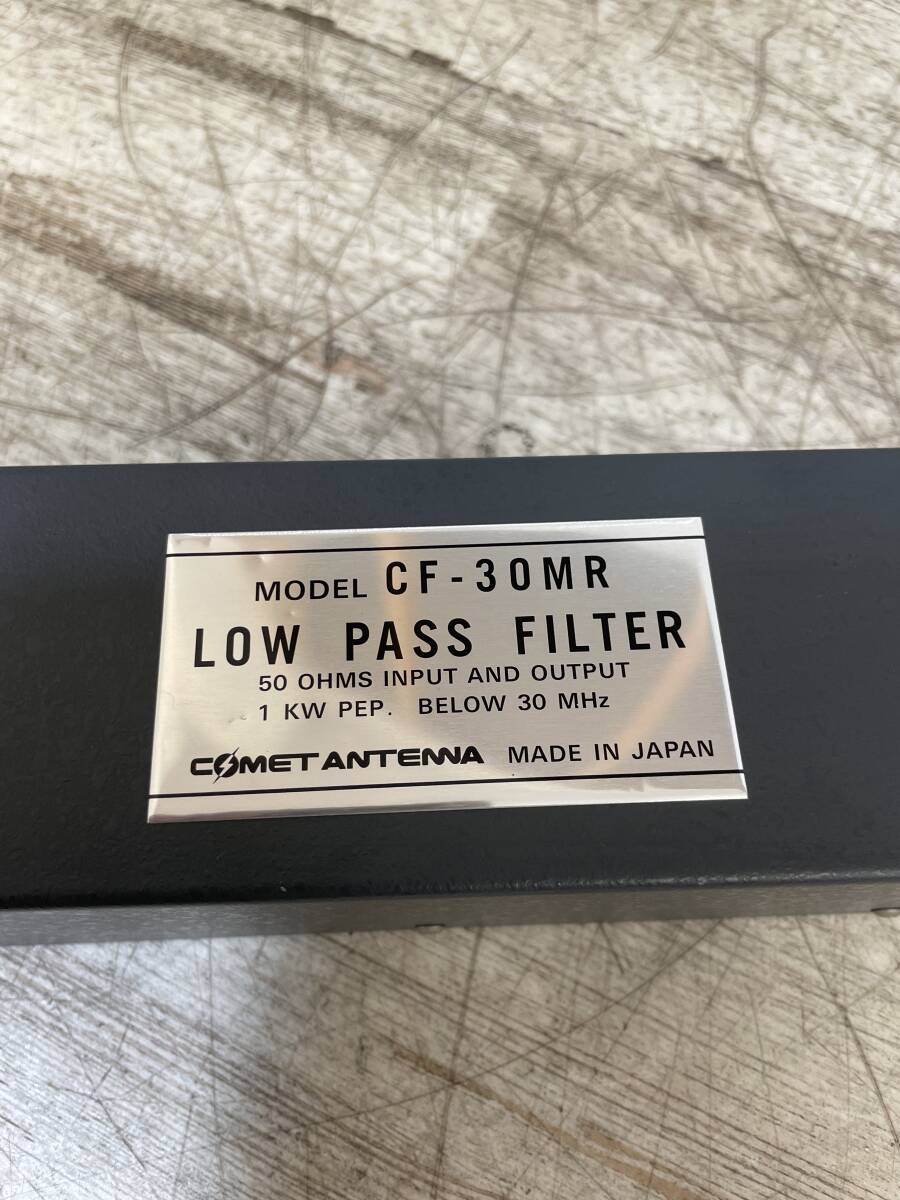 MODEL CF-30MR
LOW PASS FILTER
50 OHMS INPUT AND OUTPUT
1 KW PEP. BELOW 30 MHz
COMET ANTENNA MADE IN JAPAN